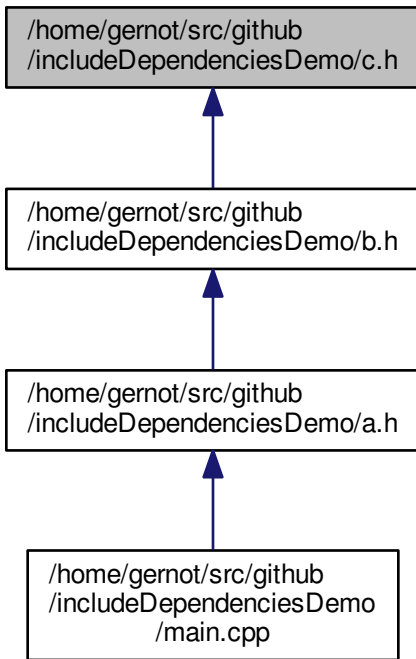 /home/gernot/src/github
/includeDependenciesDemo/c.h
/home/gernot/src/github
/includeDependenciesDemo/b.h
/home/gernot/src/github
/includeDependenciesDemo/a.h
/home/gernot/src/github
/includeDependenciesDemo
/main.cpp